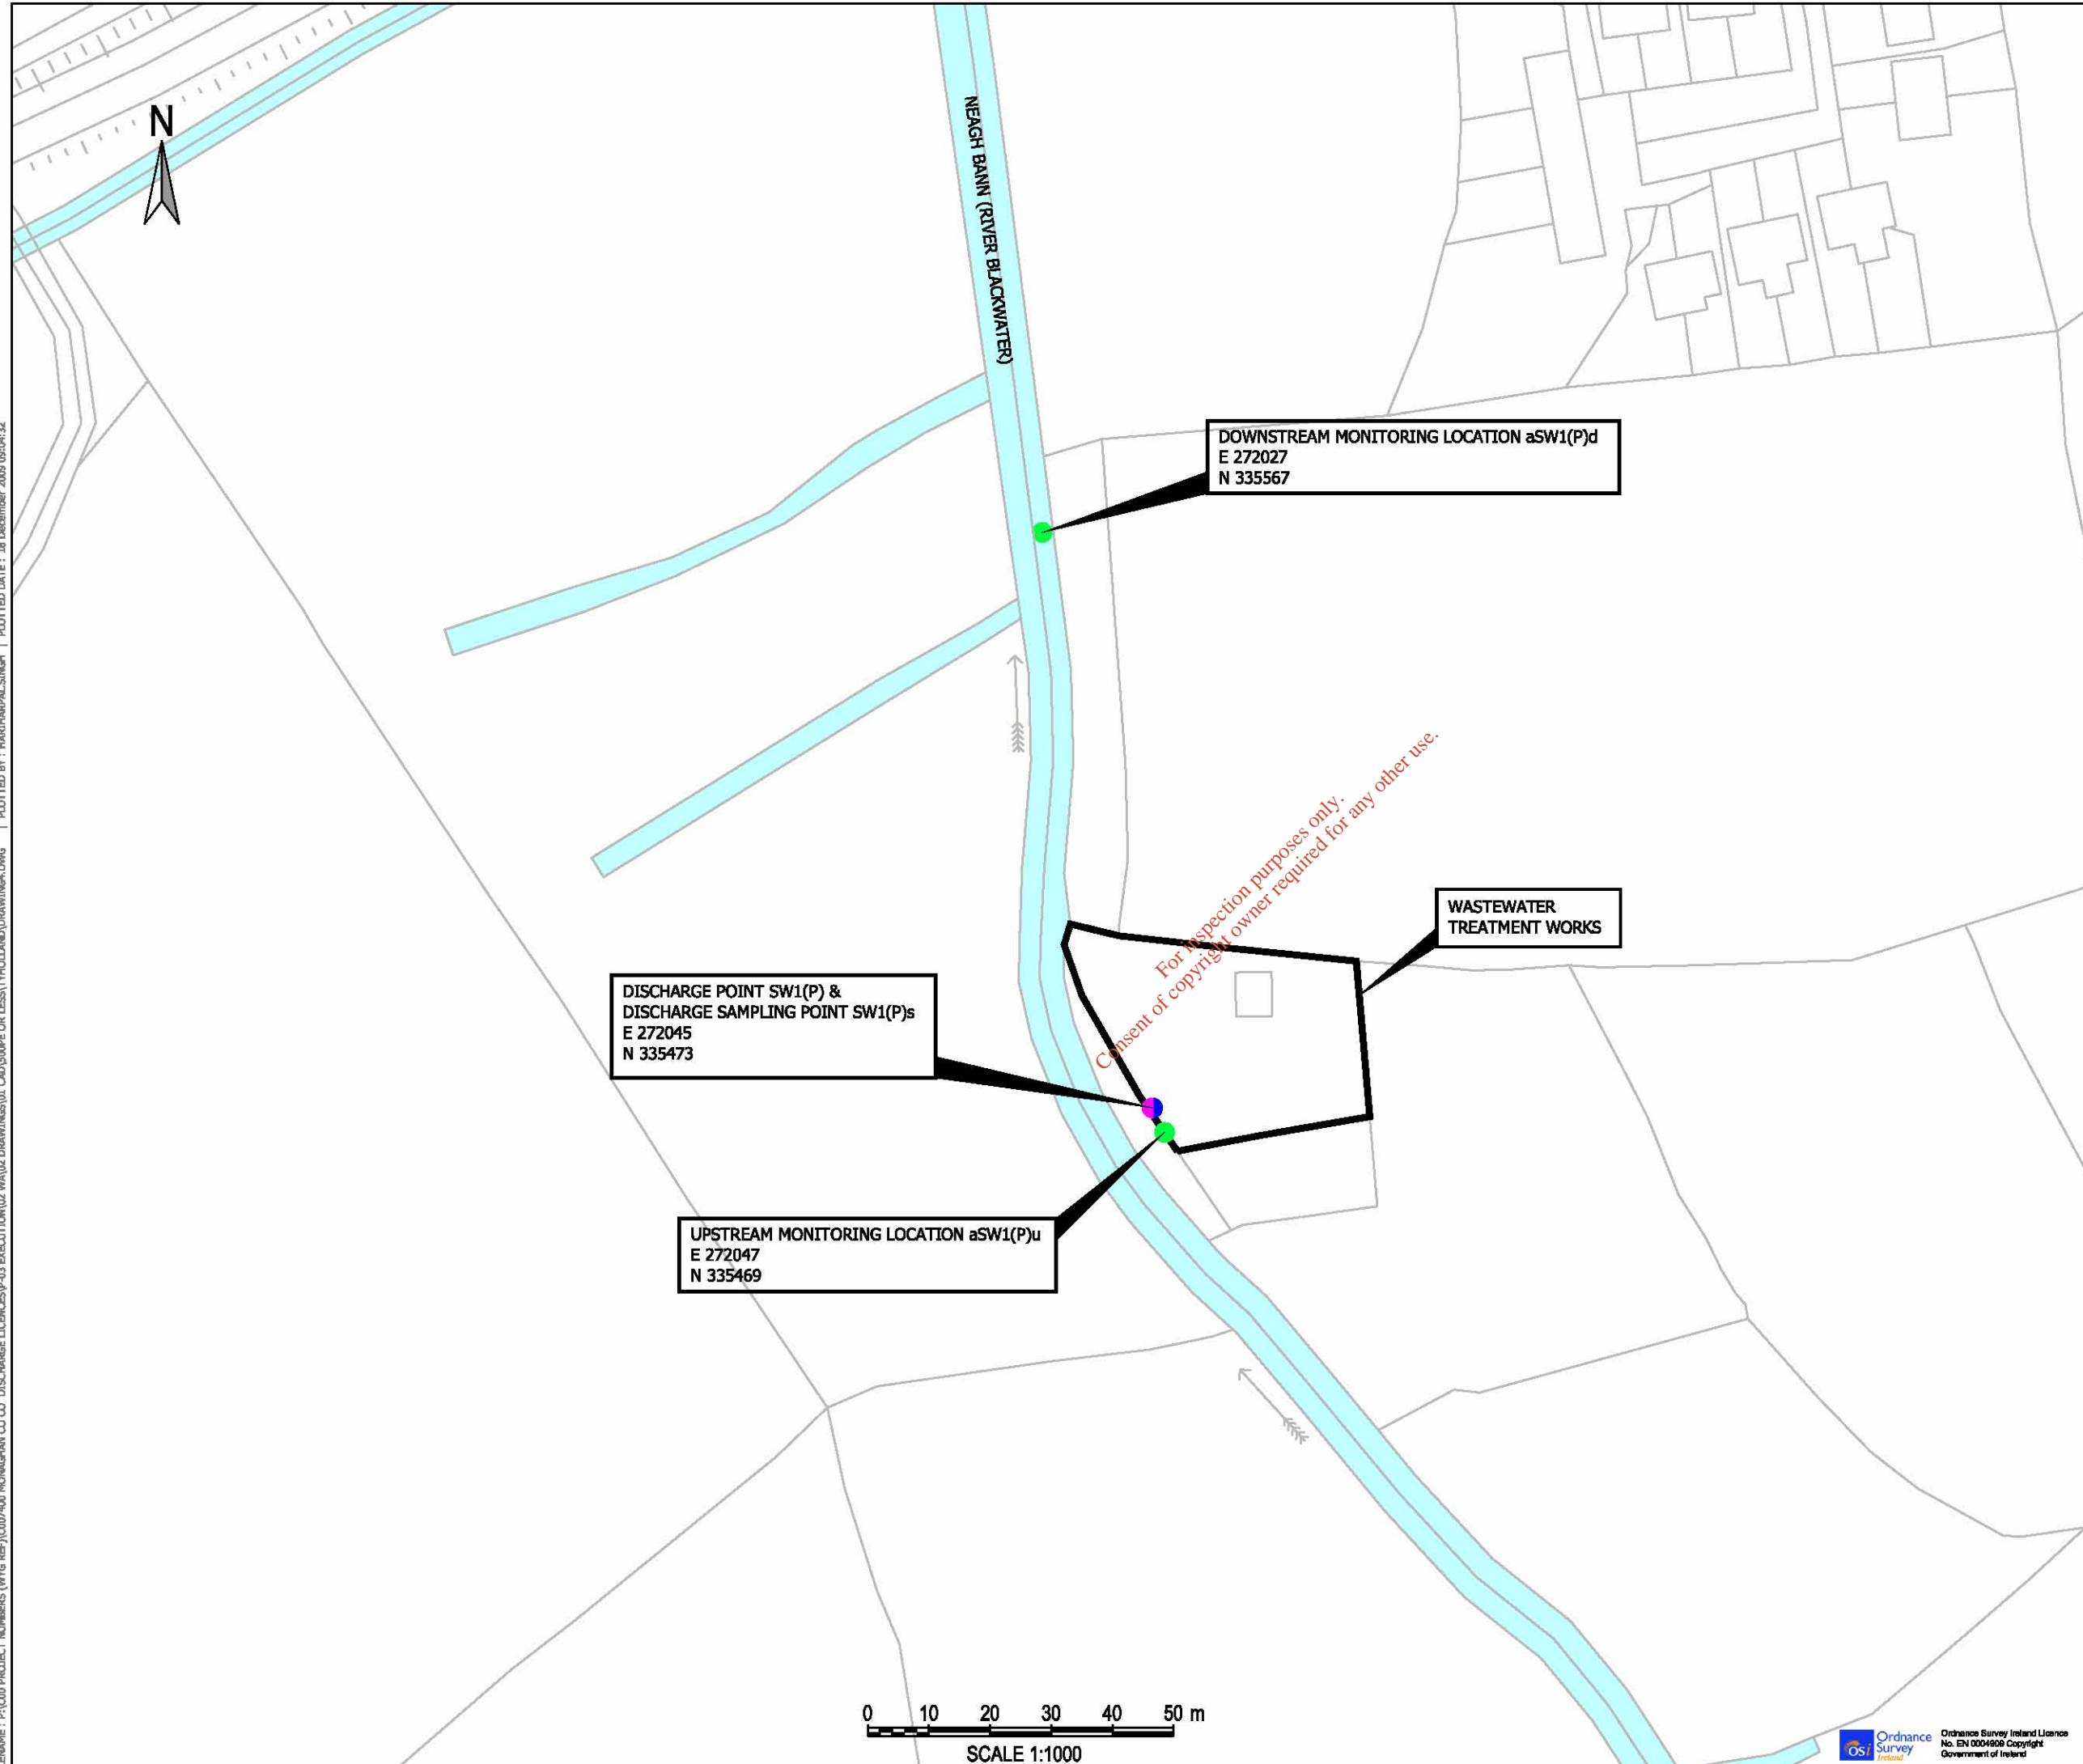 N
NEAGH BANN (RIVER BLACKWATER)
DOWNSTREAM MONITORING LOCATION aSW1(P)d
E 272027
N 335567
For inspection purposes only.
Consent of copyright owner required for any other use.
WASTEWATER
TREATMENT WORKS
DISCHARGE POINT SW1(P) &
DISCHARGE SAMPLING POINT SW1(P)s
E 272045
N 335473
UPSTREAM MONITORING LOCATION aSW1(P)u
E 272047
N 335469
0 10 20 30 40 50 m
SCALE 1:1000
OSi
Ordnance
Survey
Ireland
Ordnance Survey Ireland Licence
No. EN 0004909 Copyright
Government of Ireland